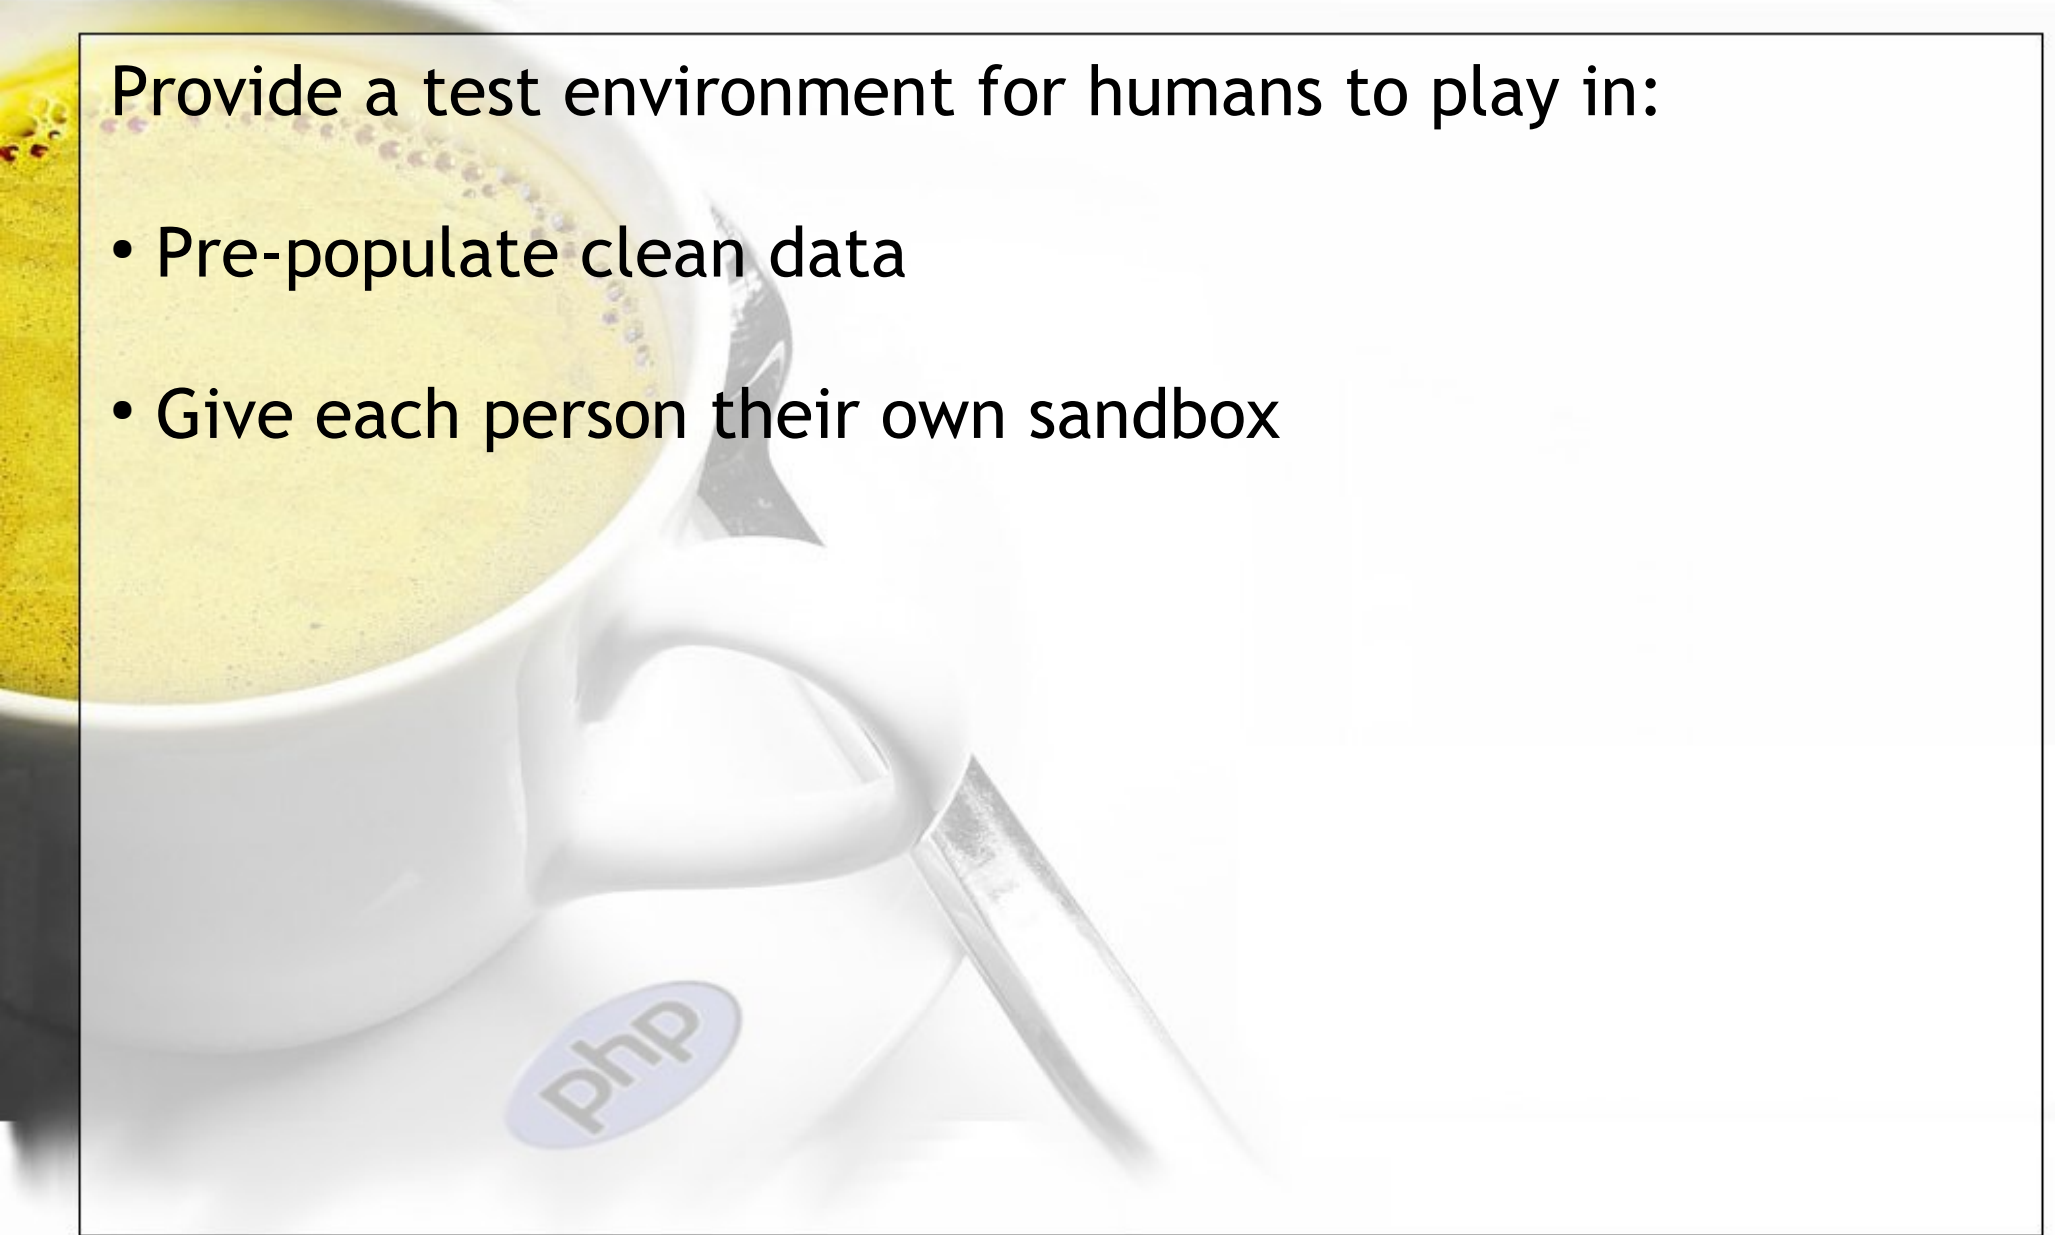 Provide a test environment for humans to play in:
• Pre-populate clean data
• Give each person their own sandbox
php